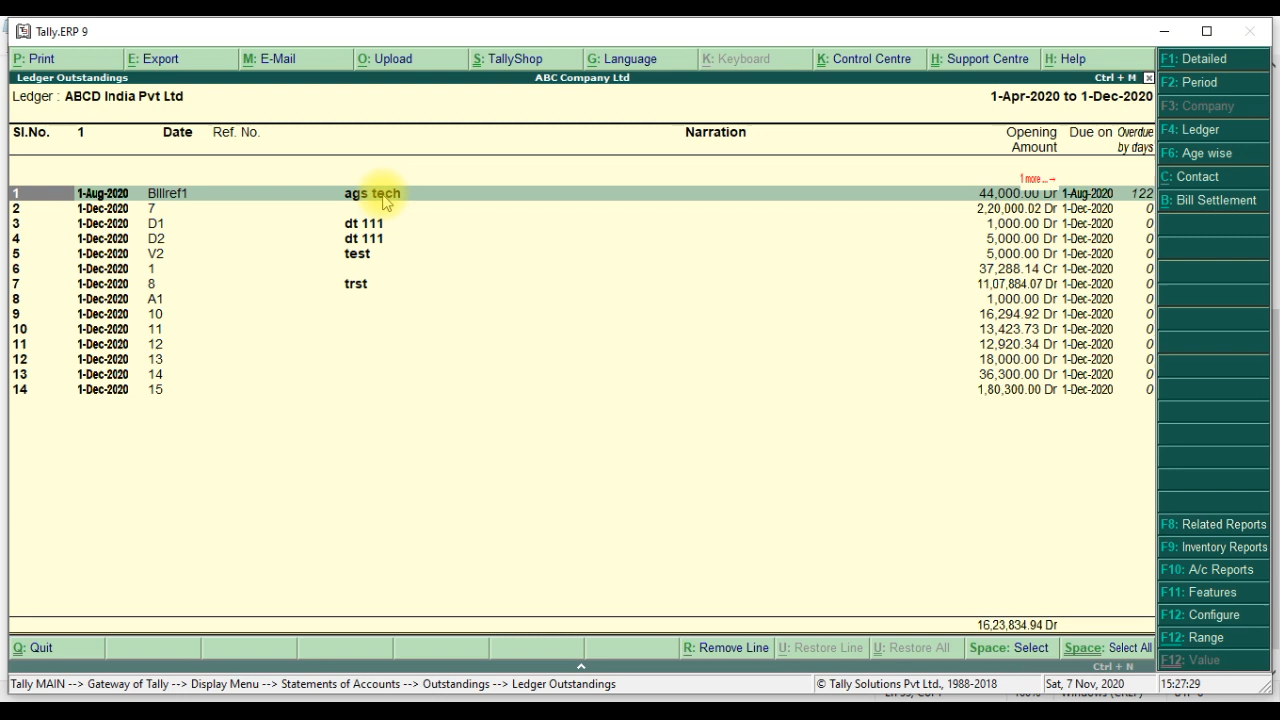 Tally.ERP 9
P: Print E: Export M: E-Mail O: Upload S: TallyShop G: Language K: Keyboard K: Control Centre H: Support Centre H: Help
Ledger Outstandings ABC Company Ltd Ctrl + M
Ledger : ABCD India Pvt Ltd 1-Apr-2020 to 1-Dec-2020
Sl.No. 1 Date Ref. No. Narration Opening Amount Due on Overdue by days
1 more ... →
1 1-Aug-2020 Billref1 ags tech 44,000.00 Dr 1-Aug-2020 122
2 1-Dec-2020 7 2,20,000.02 Dr 1-Dec-2020 0
3 1-Dec-2020 D1 dt 111 1,000.00 Dr 1-Dec-2020 0
4 1-Dec-2020 D2 dt 111 5,000.00 Dr 1-Dec-2020 0
5 1-Dec-2020 V2 test 5,000.00 Dr 1-Dec-2020 0
6 1-Dec-2020 1 37,288.14 Cr 1-Dec-2020 0
7 1-Dec-2020 8 trst 11,07,884.07 Dr 1-Dec-2020 0
8 1-Dec-2020 A1 1,000.00 Dr 1-Dec-2020 0
9 1-Dec-2020 10 16,294.92 Dr 1-Dec-2020 0
10 1-Dec-2020 11 13,423.73 Dr 1-Dec-2020 0
11 1-Dec-2020 12 12,920.34 Dr 1-Dec-2020 0
12 1-Dec-2020 13 18,000.00 Dr 1-Dec-2020 0
13 1-Dec-2020 14 36,300.00 Dr 1-Dec-2020 0
14 1-Dec-2020 15 1,80,300.00 Dr 1-Dec-2020 0
16,23,834.94 Dr
Q: Quit R: Remove Line U: Restore Line U: Restore All Space: Select Space: Select All
Ctrl + N
Tally MAIN --> Gateway of Tally --> Display Menu --> Statements of Accounts --> Outstandings --> Ledger Outstandings © Tally Solutions Pvt Ltd., 1988-2018 Sat, 7 Nov, 2020 15:27:29
F1: Detailed
F2: Period
F3: Company
F4: Ledger
F6: Age wise
C: Contact
B: Bill Settlement
F8: Related Reports
F9: Inventory Reports
F10: A/c Reports
F11: Features
F12: Configure
F12: Range
F12: Value